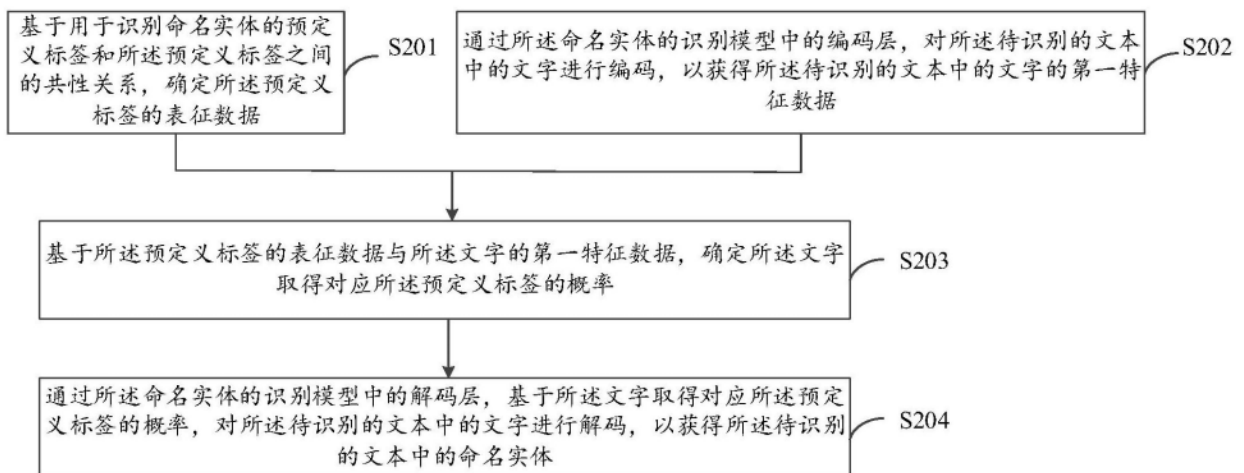 基于用于识别命名实体的预定
义标签和所述预定义标签之间
的共性关系，确定所述预定义
标签的表征数据
S201
通过所述命名实体的识别模型中的编码层，对所述待识别的文本
中的文字进行编码，以获得所述待识别的文本中的文字的第一特
征数据
S202
基于所述预定义标签的表征数据与所述文字的第一特征数据，确定所述文字
取得对应所述预定义标签的概率
S203
通过所述命名实体的识别模型中的解码层，基于所述文字取得对应所述预定
义标签的概率，对所述待识别的文本中的文字进行解码，以获得所述待识别
的文本中的命名实体
S204